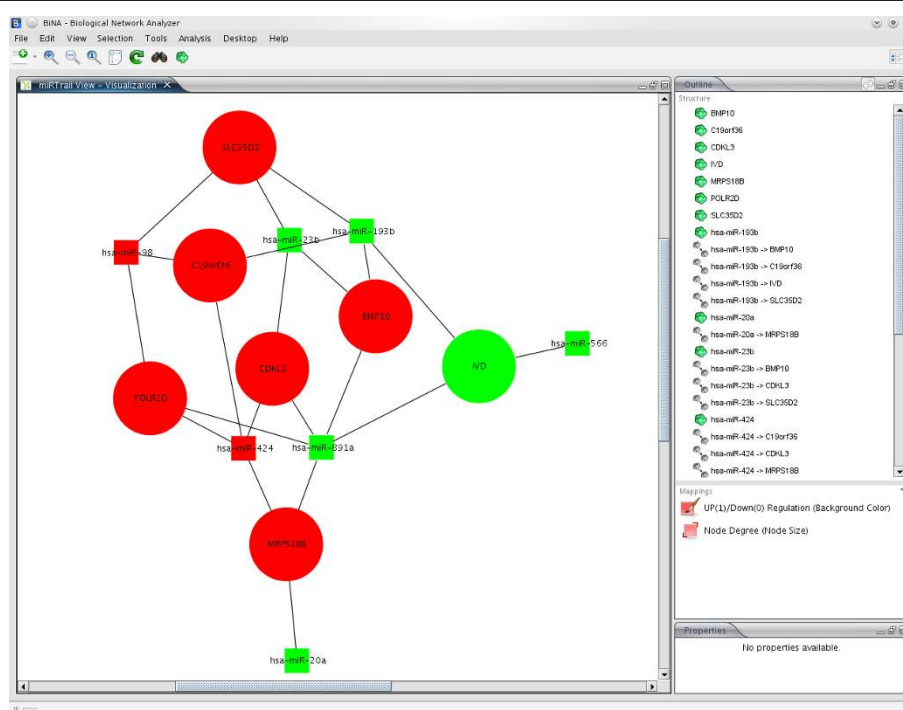 BiNA - Biological Network Analyzer
File Edit View Selection Tools Analysis Desktop Help
miRTrail View - Visualization
SLC35D2
hsa-miR-23b
hsa-miR-193b
hsa-miR-98
C19orf36
BMP10
hsa-miR-566
IVD
CDKL3
POLR2D
hsa-miR-424
hsa-miR-891a
MRPS18B
hsa-miR-20a
Outline
Structure
BMP10
C19orf36
CDKL3
IVD
MRPS18B
POLR2D
SLC35D2
hsa-miR-193b
hsa-miR-193b -> BMP10
hsa-miR-193b -> C19orf36
hsa-miR-193b -> IVD
hsa-miR-193b -> SLC35D2
hsa-miR-20a
hsa-miR-20a -> MRPS18B
hsa-miR-23b
hsa-miR-23b -> BMP10
hsa-miR-23b -> CDKL3
hsa-miR-23b -> SLC35D2
hsa-miR-424
hsa-miR-424 -> C19orf36
hsa-miR-424 -> CDKL3
hsa-miR-424 -> MRPS18B
Mappings
UP(1)/Down(0) Regulation (Background Color)
Node Degree (Node Size)
Properties
No properties available.